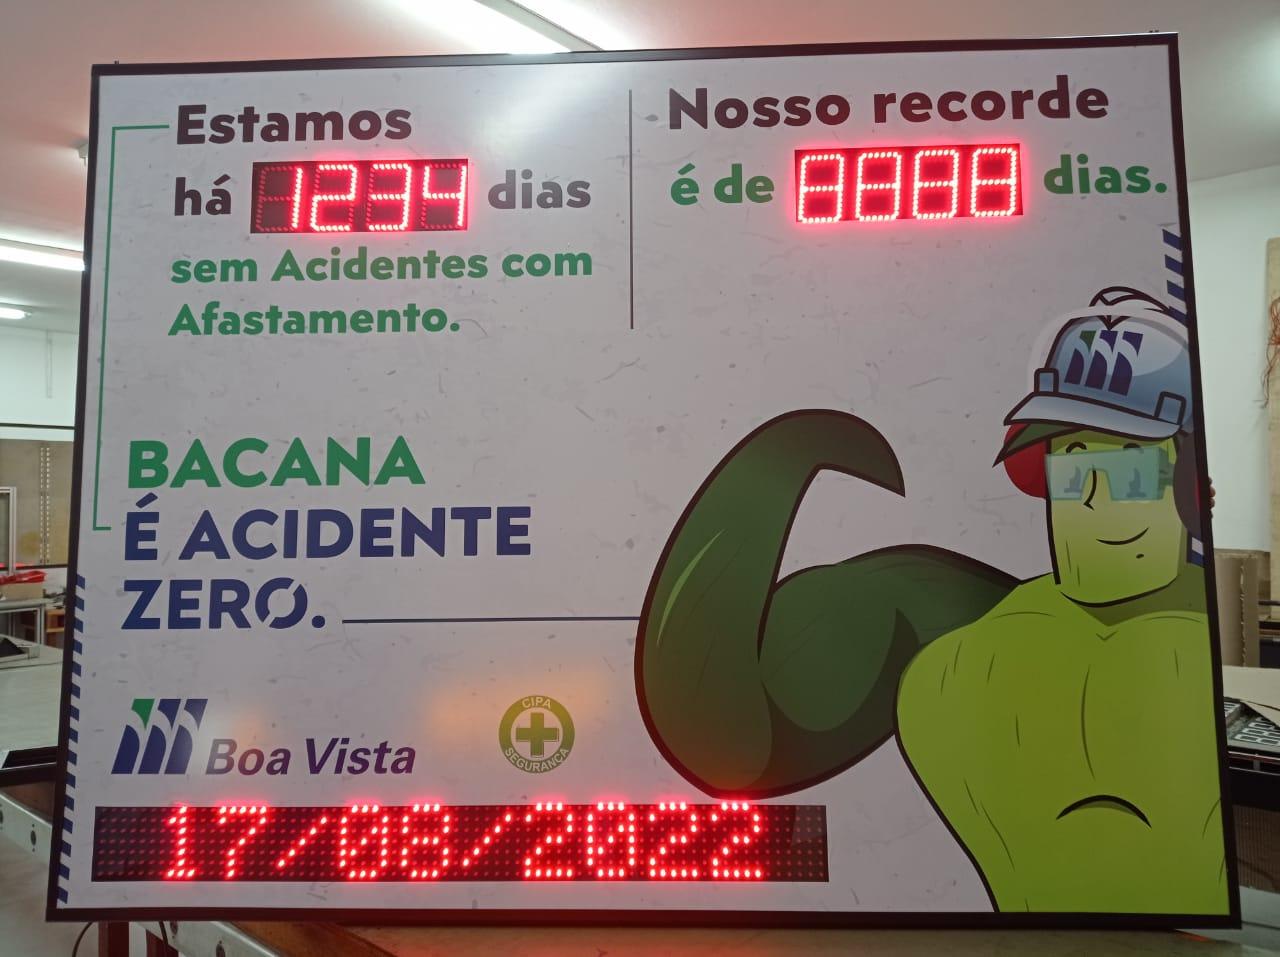 Estamos
há 1234 dias
sem Acidentes com
Afastamento.
Nosso recorde
é de 8888 dias.
BACANA
É ACIDENTE
ZERO.
Boa Vista
CIPA
SEGURANÇA
17/08/2022